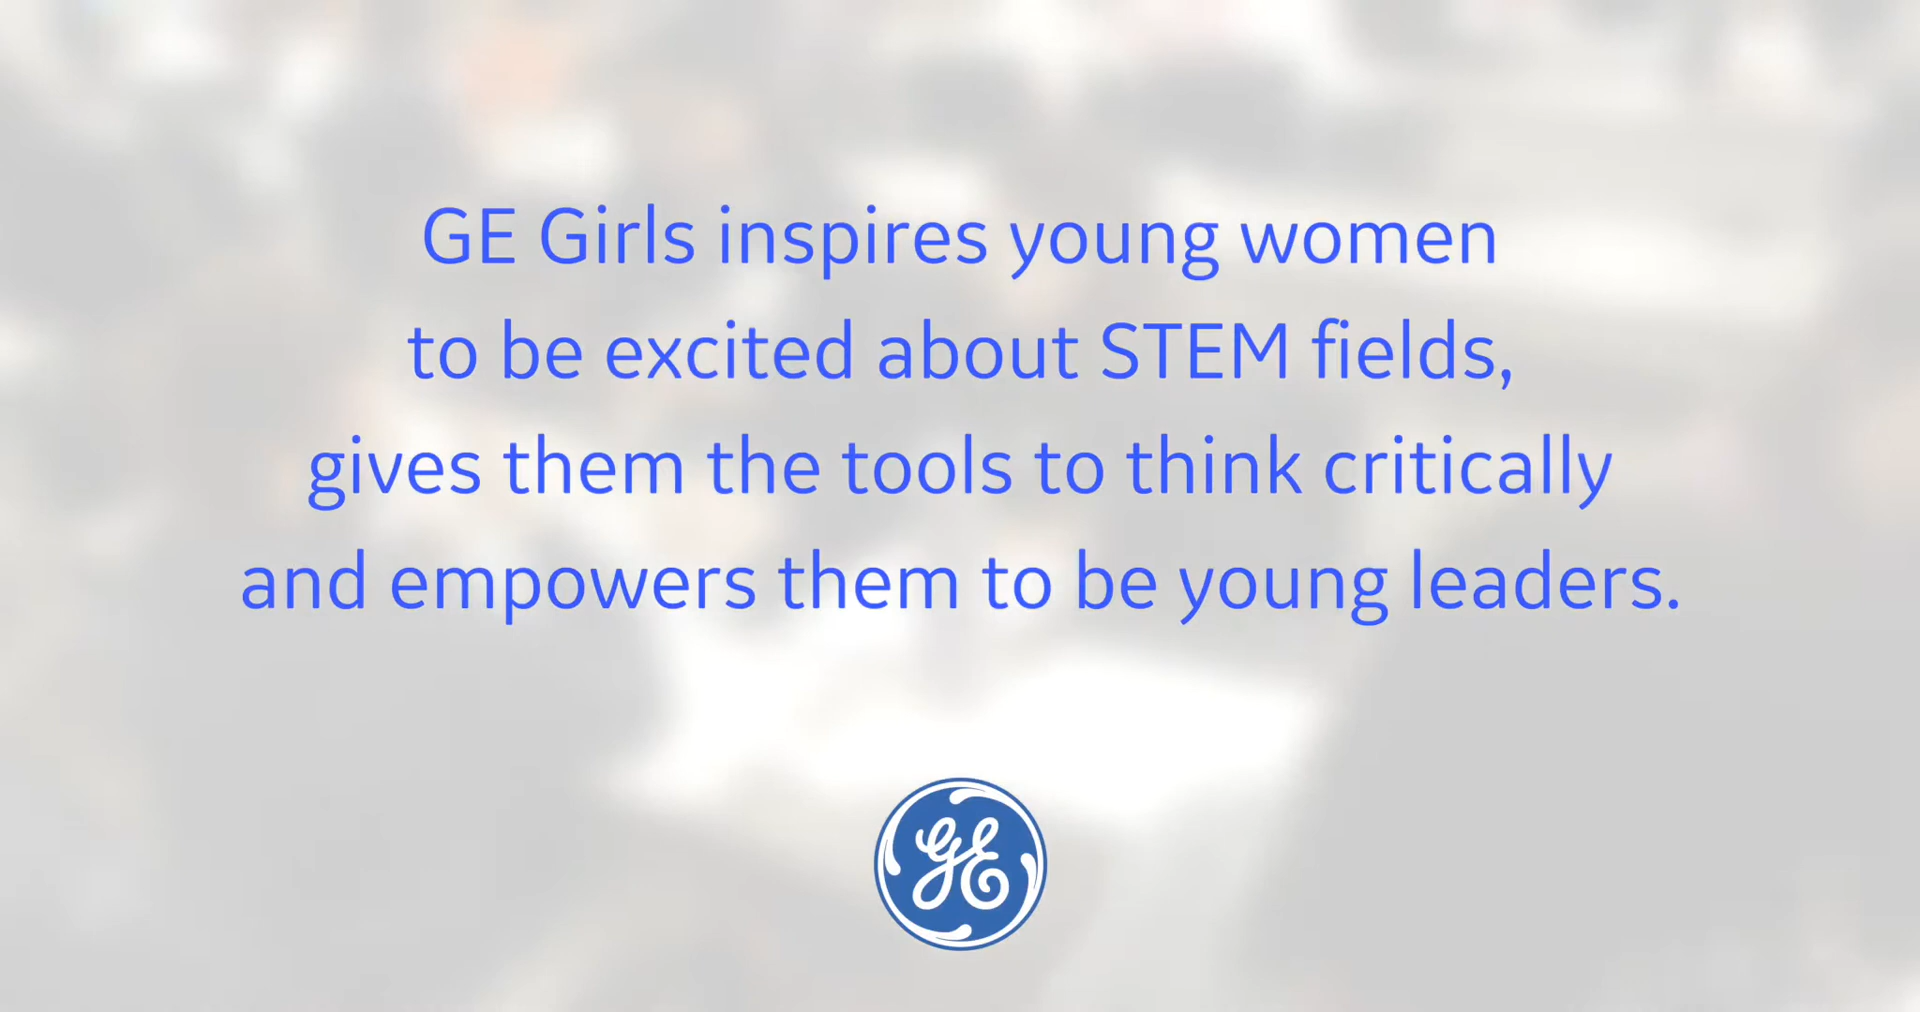 GE Girls inspires young women
to be excited about STEM fields,
gives them the tools to think critically
and empowers them to be young leaders.
GE